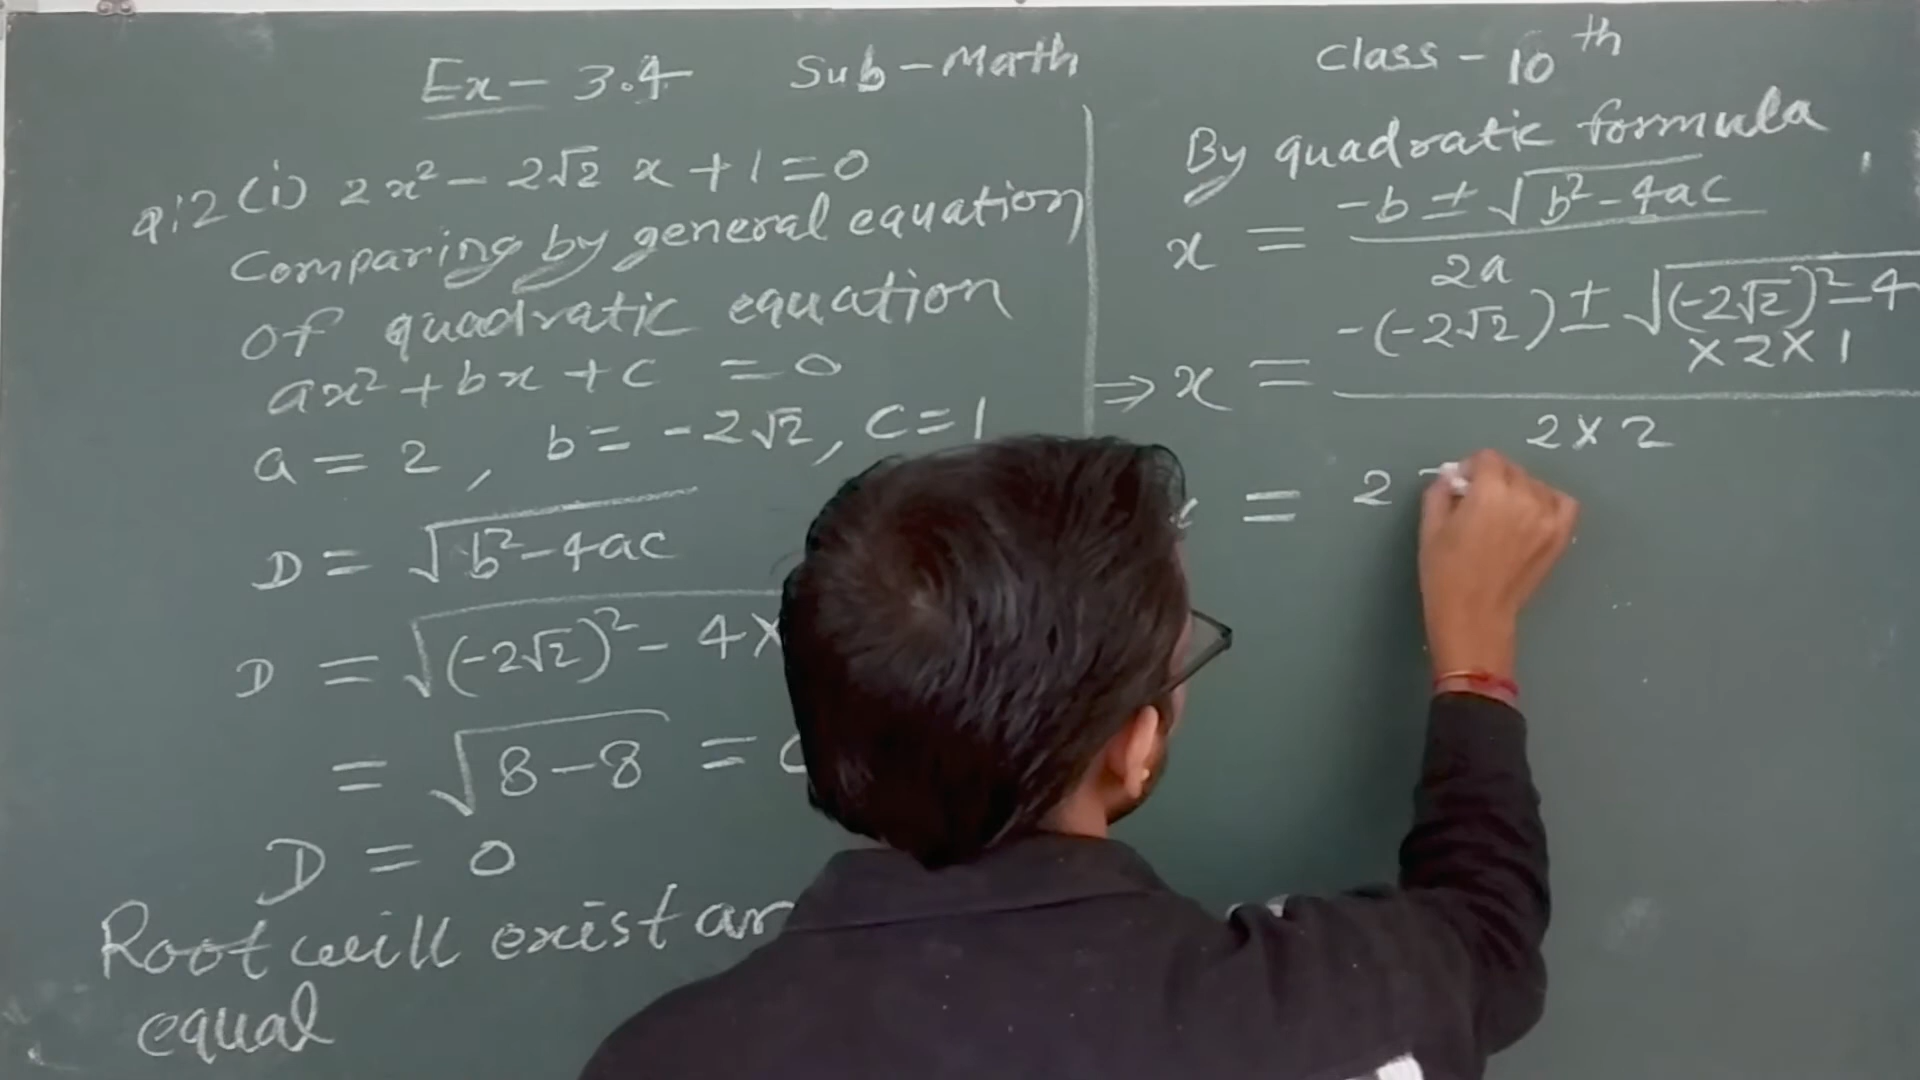 Ex - 3.4 Sub - Math Class - 10th
Q.2 (i) 2x² - 2√2 x + 1 = 0
Comparing by general equation
of quadratic equation
ax² + bx + c = 0
a = 2, b = -2√2, c = 1
D = √b² - 4ac
D = √(-2√2)² - 4×
= √8 - 8 =
D = 0
Root will exist
equal
By quadratic formula
x = -b ± √b² - 4ac
2a
⇒ x = -(-2√2) ± √(-2√2)² - 4
× 2 × 1
2 × 2
= 2